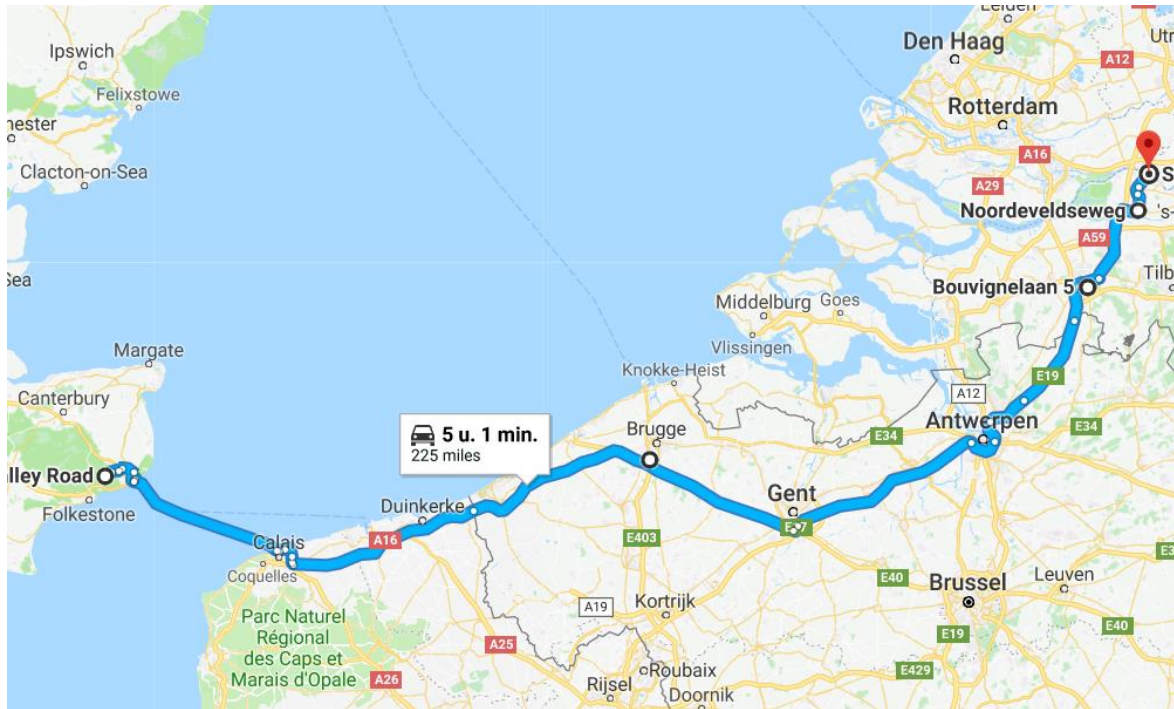 Ipswich
Felixstowe
hester
Clacton-on-Sea
Sea
Margate
Canterbury
lley Road
Folkestone
Calais
Coquelles
Parc Naturel
Régional
des Caps et
Marais d'Opale
Duinkerke
A16
A25
A26
5 u. 1 min.
225 miles
Brugge
Knokke-Heist
E403
A19
Kortrijk
Roubaix
Rijsel
Doornik
Gent
E34
E40
E429
Middelburg
Goes
Vlissingen
Antwerpen
A12
E19
E34
Brussel
E19
Leuven
E40
Leiden
Den Haag
A12
Utr
Rotterdam
A16
A29
S
Noordeveldseweg
's-
A59
Bouvignelaan 5
Tilb